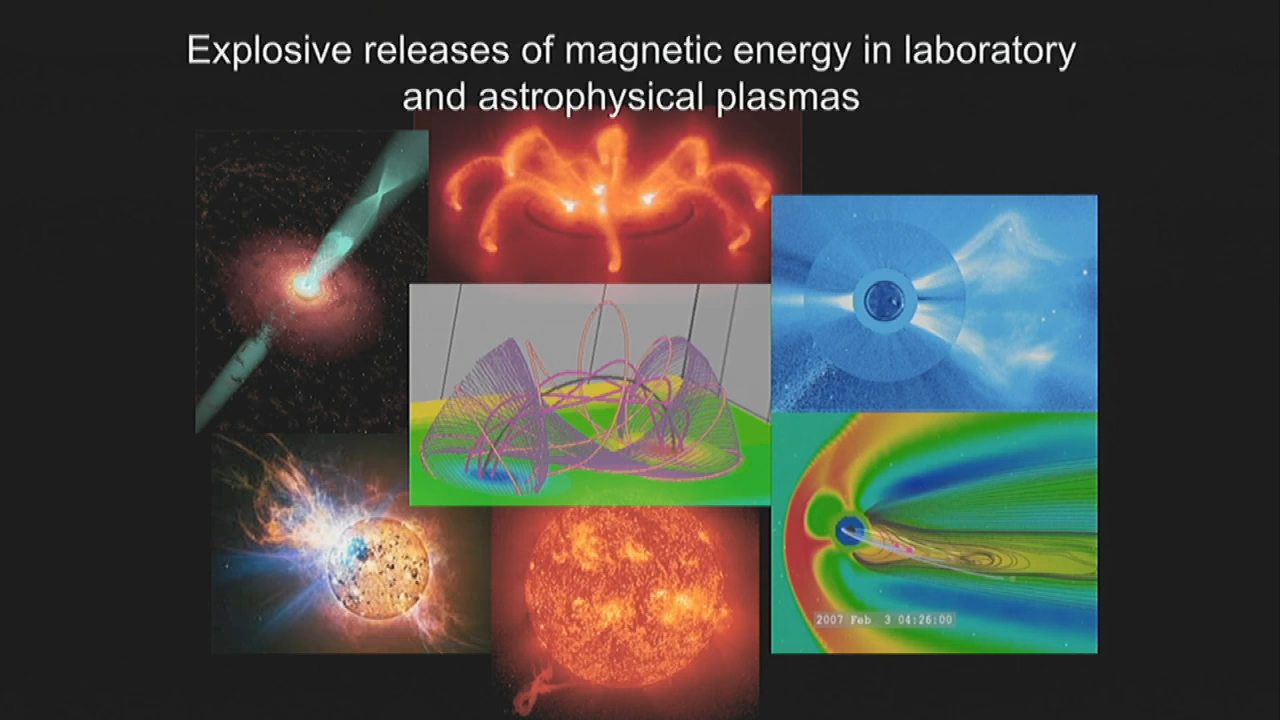 Explosive releases of magnetic energy in laboratory
and astrophysical plasmas
2007 Feb 3 04:26:00